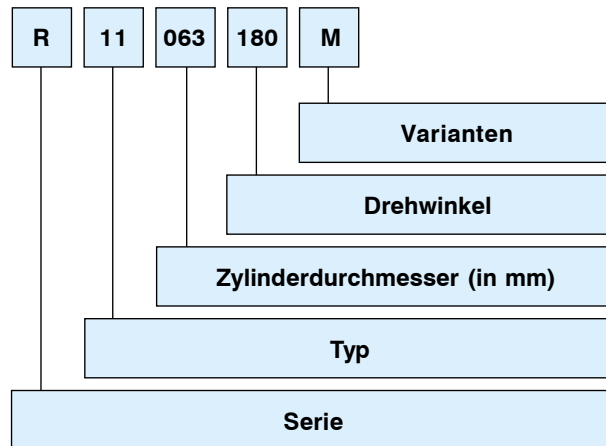 R 11 063 180 M
Varianten
Drehwinkel
Zylinderdurchmesser (in mm)
Typ
Serie